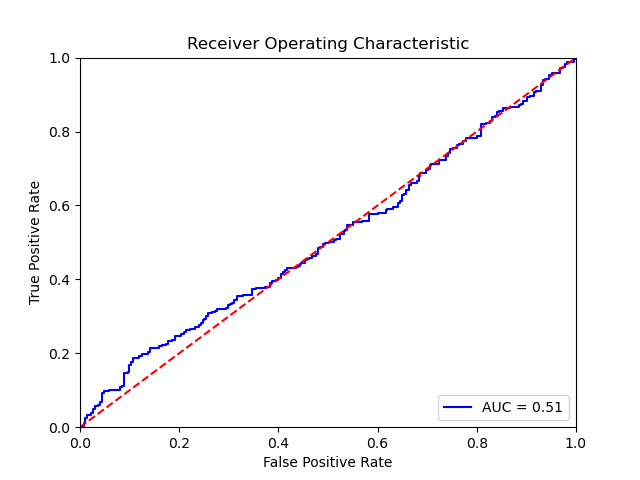 Receiver Operating Characteristic
1.0
0.8
0.6
0.4
0.2
0.0
True Positive Rate
AUC = 0.51
0.0 0.2 0.4 0.6 0.8 1.0
False Positive Rate